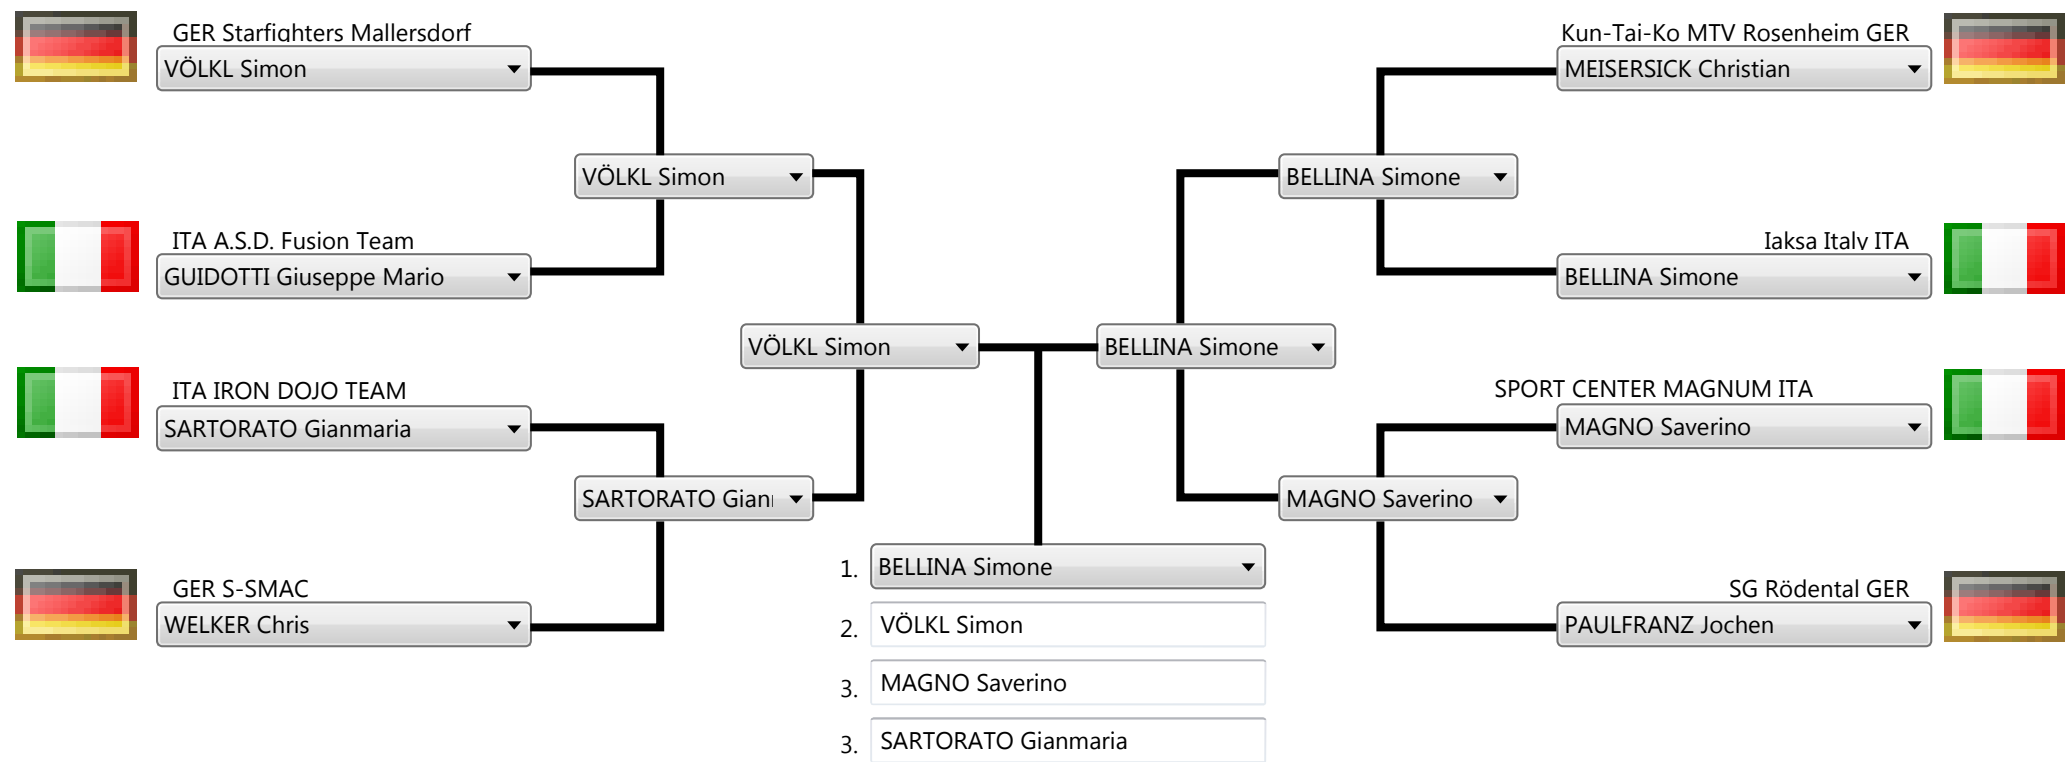 GER Starfighters Mallersdorf
VÖLKL Simon
VÖLKL Simon
ITA A.S.D. Fusion Team
GUIDOTTI Giuseppe Mario
VÖLKL Simon
ITA IRON DOJO TEAM
SARTORATO Gianmaria
SARTORATO Gian
GER S-SMAC
WELKER Chris
Kun-Tai-Ko MTV Rosenheim GER
MEISERSICK Christian
BELLINA Simone
Iaksa Italy ITA
BELLINA Simone
BELLINA Simone
SPORT CENTER MAGNUM ITA
MAGNO Saverino
MAGNO Saverino
SG Rödental GER
PAULFRANZ Jochen
1. BELLINA Simone
2. VÖLKL Simon
3. MAGNO Saverino
3. SARTORATO Gianmaria